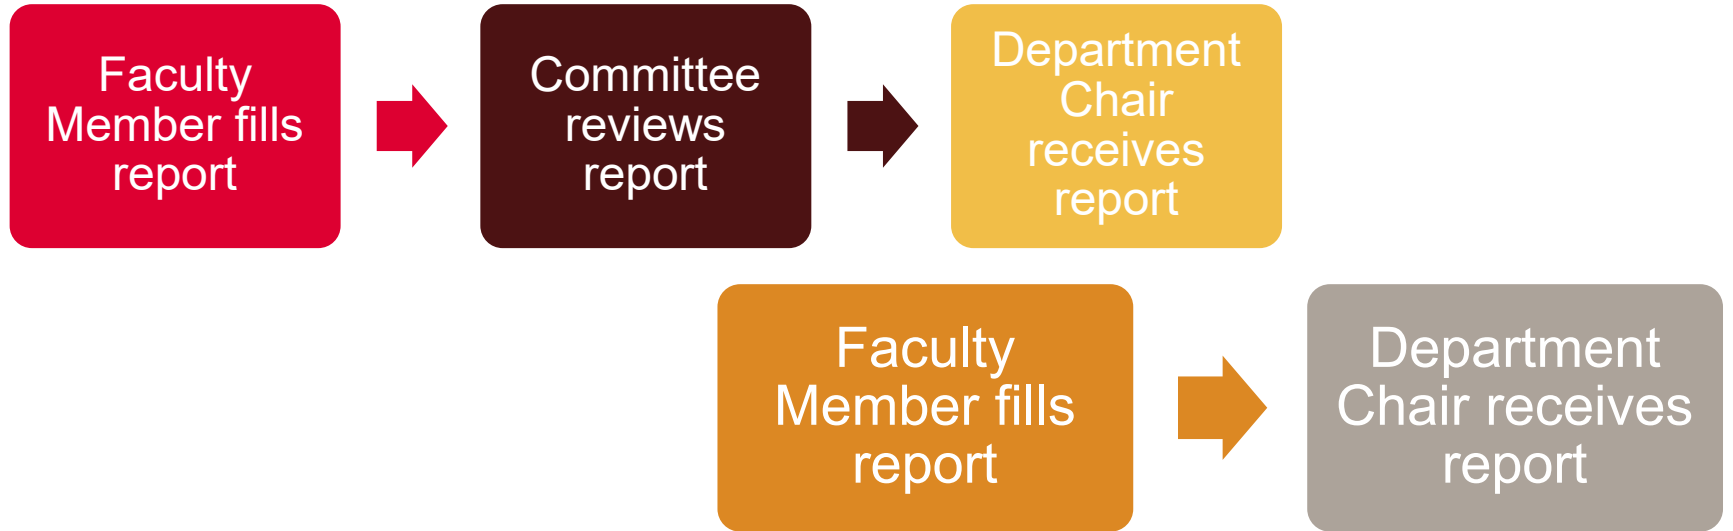 Faculty
Member fills
report
Committee
reviews
report
Department
Chair
receives
report
Faculty
Member fills
report
Department
Chair receives
report